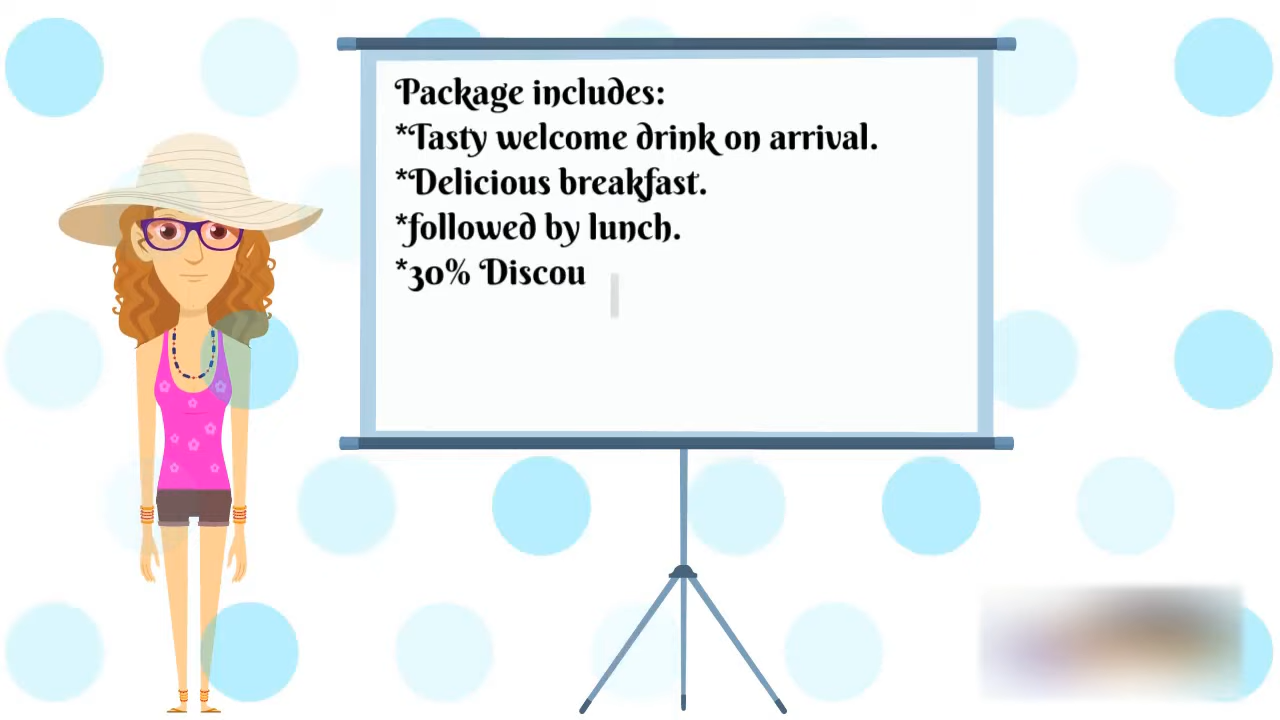 Package includes:
*Tasty welcome drink on arrival.
*Delicious breakfast.
*followed by lunch.
*30% Discou